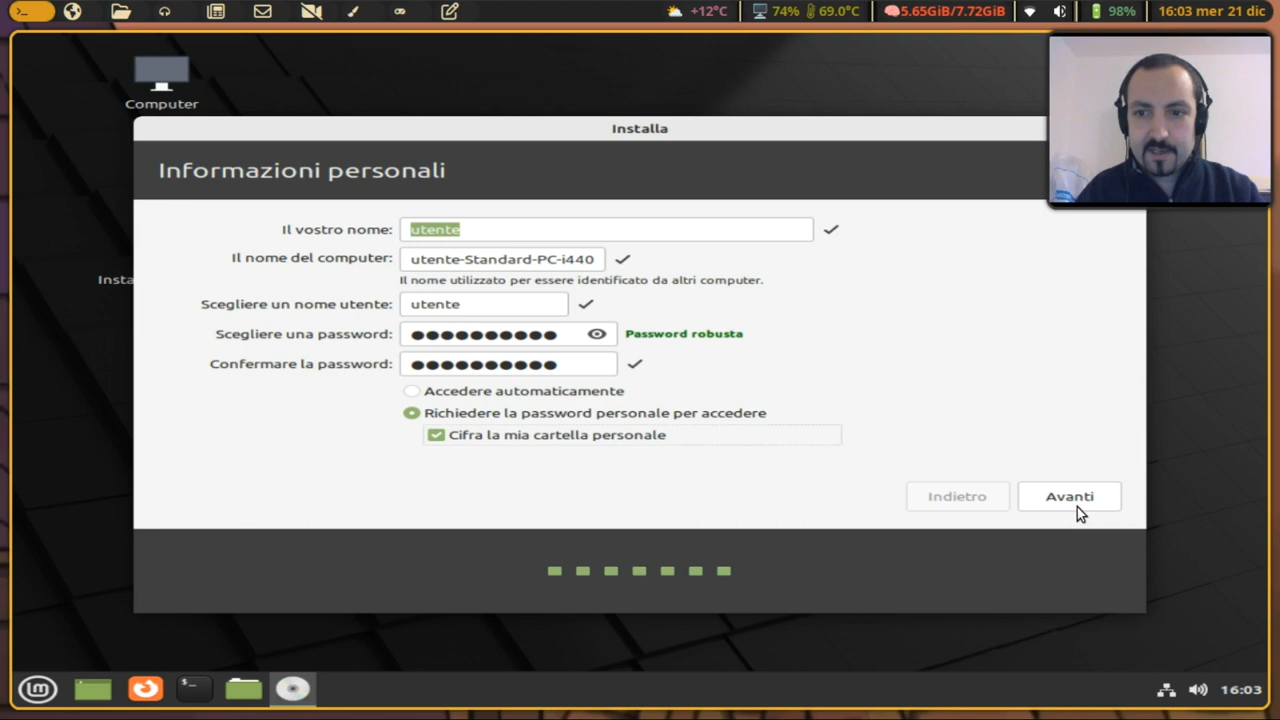 +12°C 74% 69.0°C 5.65GiB/7.72GiB 98% 16:03 mer 21 dic
Computer
Installa
Informazioni personali
Il vostro nome: utente
Il nome del computer: utente-Standard-PC-i440
Il nome utilizzato per essere identificato da altri computer.
Insta
Scegliere un nome utente: utente
Scegliere una password: ●●●●●●●●●● Password robusta
Confermare la password: ●●●●●●●●●●
Accedere automaticamente
Richiedere la password personale per accedere
Cifra la mia cartella personale
Indietro Avanti
16:03